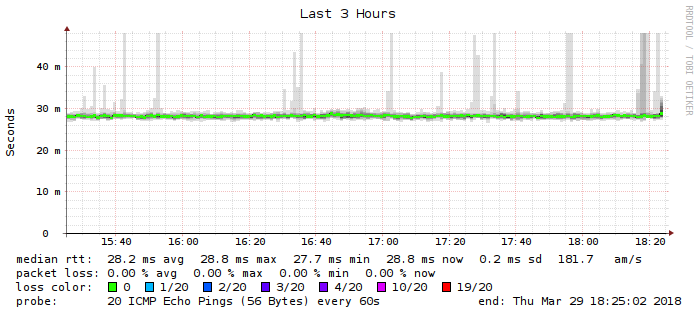 Last 3 Hours
RRDTOOL / TOBI OETIKER
Seconds
40 m
30 m
20 m
10 m
0
15:40 16:00 16:20 16:40 17:00 17:20 17:40 18:00 18:20
median rtt: 28.2 ms avg 28.8 ms max 27.7 ms min 28.8 ms now 0.2 ms sd 181.7 am/s
packet loss: 0.00 % avg 0.00 % max 0.00 % min 0.00 % now
loss color: 0 1/20 2/20 3/20 4/20 10/20 19/20
probe: 20 ICMP Echo Pings (56 Bytes) every 60s end: Thu Mar 29 18:25:02 2018